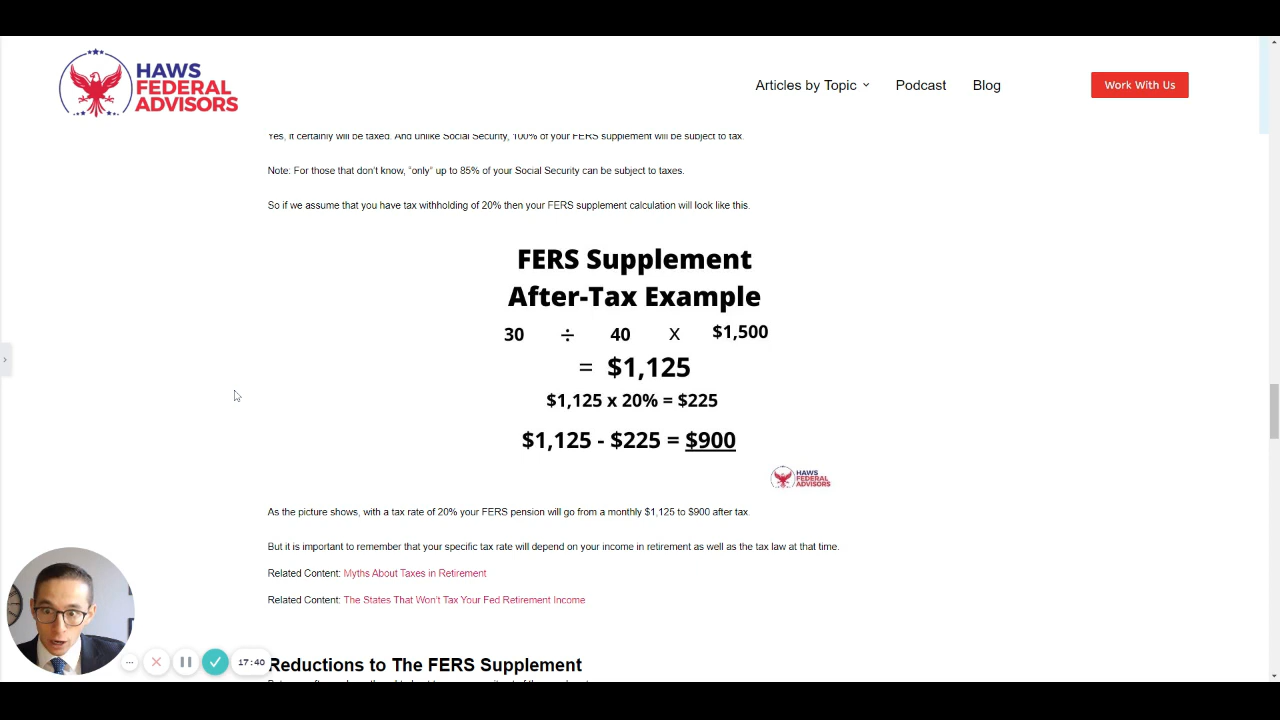 HAWS
FEDERAL
ADVISORS
Articles by Topic
Podcast
Blog
Work With Us
Yes, it certainly will be taxed. And unlike Social Security, 100% of your FERS supplement will be subject to tax.
Note: For those that don't know, "only" up to 85% of your Social Security can be subject to taxes.
So if we assume that you have tax withholding of 20% then your FERS supplement calculation will look like this.
FERS Supplement
After-Tax Example
30 ÷ 40 X $1,500
= $1,125
$1,125 x 20% = $225
$1,125 - $225 = $900
HAWS
FEDERAL
ADVISORS
As the picture shows, with a tax rate of 20% your FERS pension will go from a monthly $1,125 to $900 after tax.
But it is important to remember that your specific tax rate will depend on your income in retirement as well as the tax law at that time.
Related Content: Myths About Taxes in Retirement
Related Content: The States That Won't Tax Your Fed Retirement Income
17:40
Reductions to The FERS Supplement